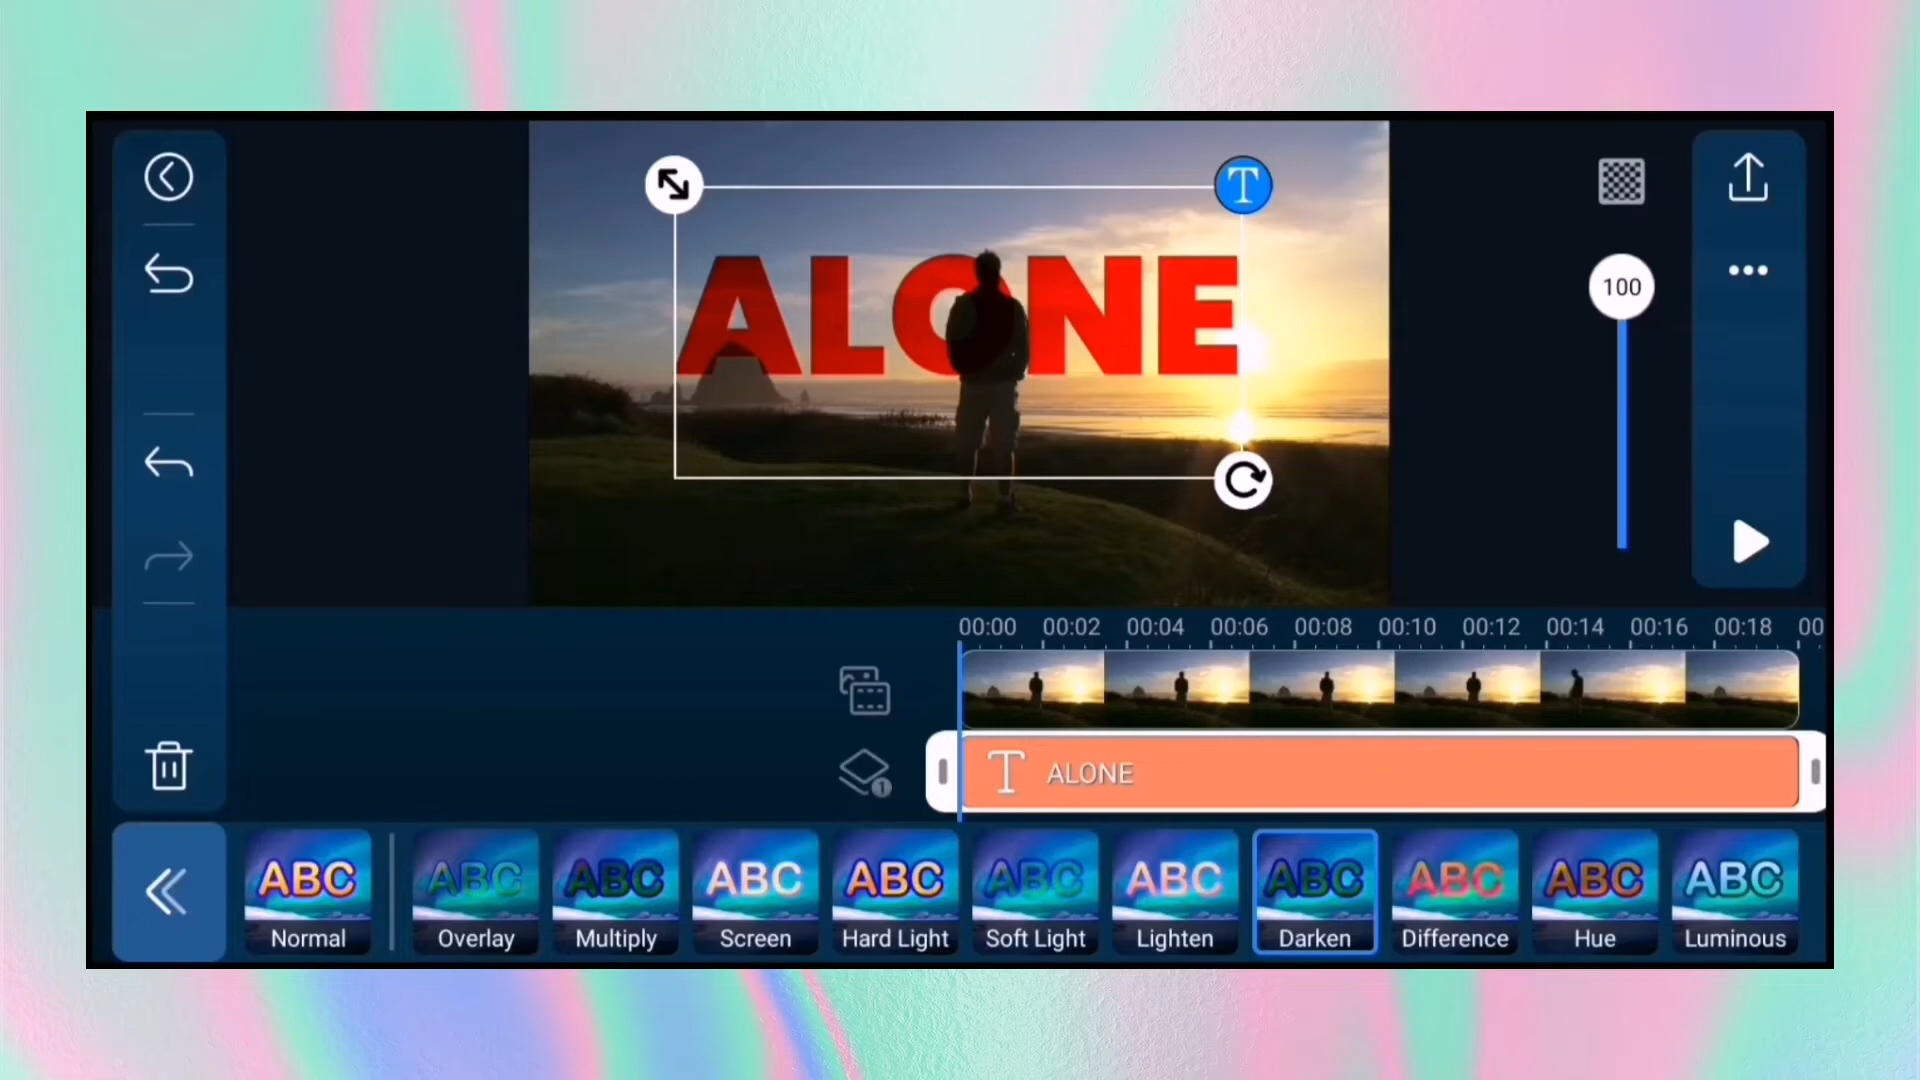 T
ALONE
100
00:00 00:02 00:04 00:06 00:08 00:10 00:12 00:14 00:16 00:18 00
T ALONE
1
ABC ABC ABC ABC ABC ABC ABC ABC ABC ABC ABC
Normal Overlay Multiply Screen Hard Light Soft Light Lighten Darken Difference Hue Luminous